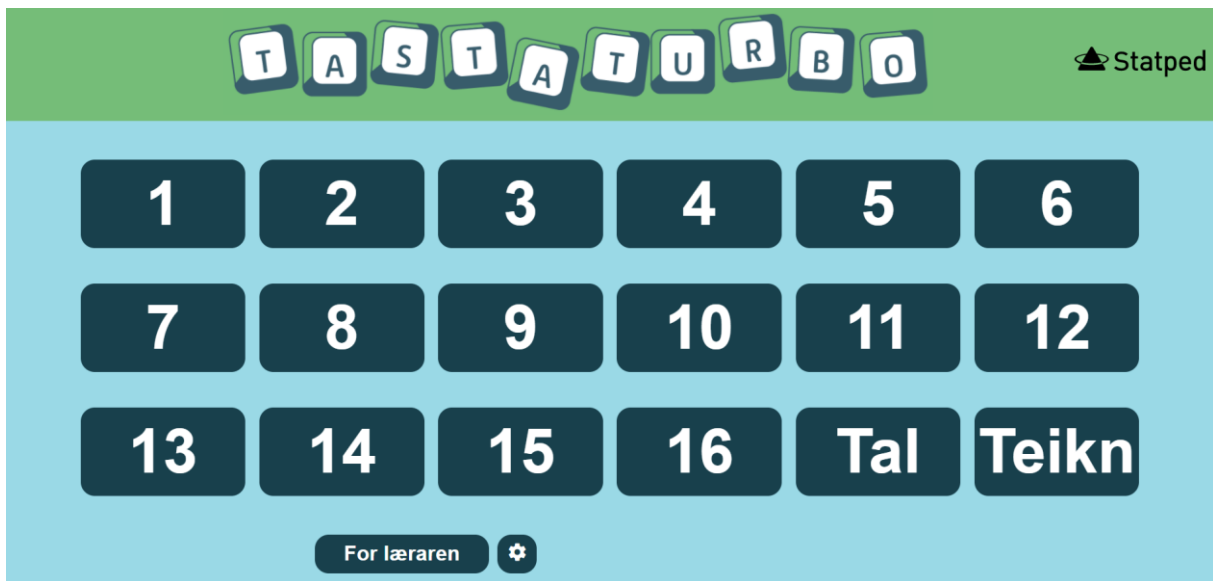 TASTATURBO
Statped
1 2 3 4 5 6
7 8 9 10 11 12
13 14 15 16 Tal Teikn
For læraren